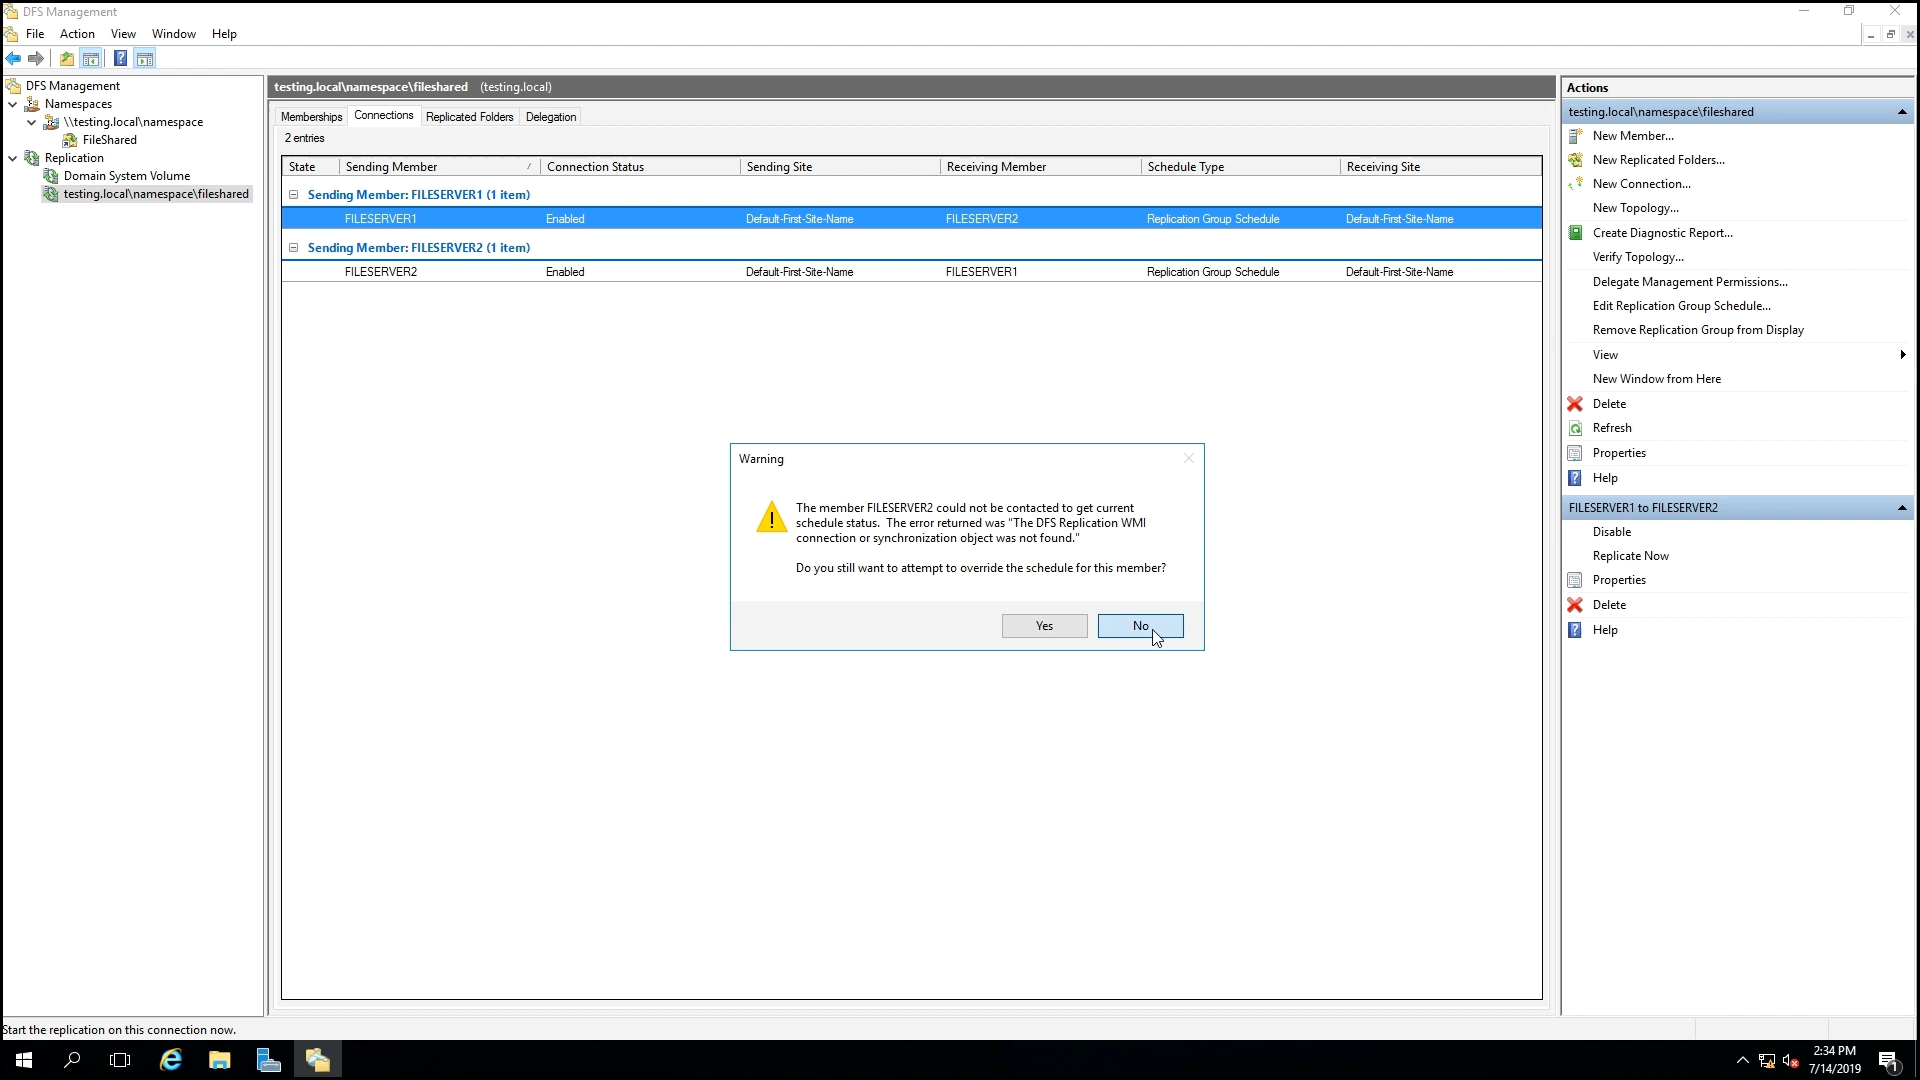 DFS Management
File Action View Window Help
DFS Management
Namespaces
\\testing.local\namespace
FileShared
Replication
Domain System Volume
testing.local\namespace\fileshared
testing.local\namespace\fileshared (testing.local)
Memberships Connections Replicated Folders Delegation
2 entries
State Sending Member Connection Status Sending Site Receiving Member Schedule Type Receiving Site
Sending Member: FILESERVER1 (1 item)
FILESERVER1 Enabled Default-First-Site-Name FILESERVER2 Replication Group Schedule Default-First-Site-Name
Sending Member: FILESERVER2 (1 item)
FILESERVER2 Enabled Default-First-Site-Name FILESERVER1 Replication Group Schedule Default-First-Site-Name
Warning
The member FILESERVER2 could not be contacted to get current
schedule status. The error returned was "The DFS Replication WMI
connection or synchronization object was not found."
Do you still want to attempt to override the schedule for this member?
Yes No
Actions
testing.local\namespace\fileshared
New Member...
New Replicated Folders...
New Connection...
New Topology...
Create Diagnostic Report...
Verify Topology...
Delegate Management Permissions...
Edit Replication Group Schedule...
Remove Replication Group from Display
View
New Window from Here
Delete
Refresh
Properties
Help
FILESERVER1 to FILESERVER2
Disable
Replicate Now
Properties
Delete
Help
Start the replication on this connection now.
2:34 PM
7/14/2019
1